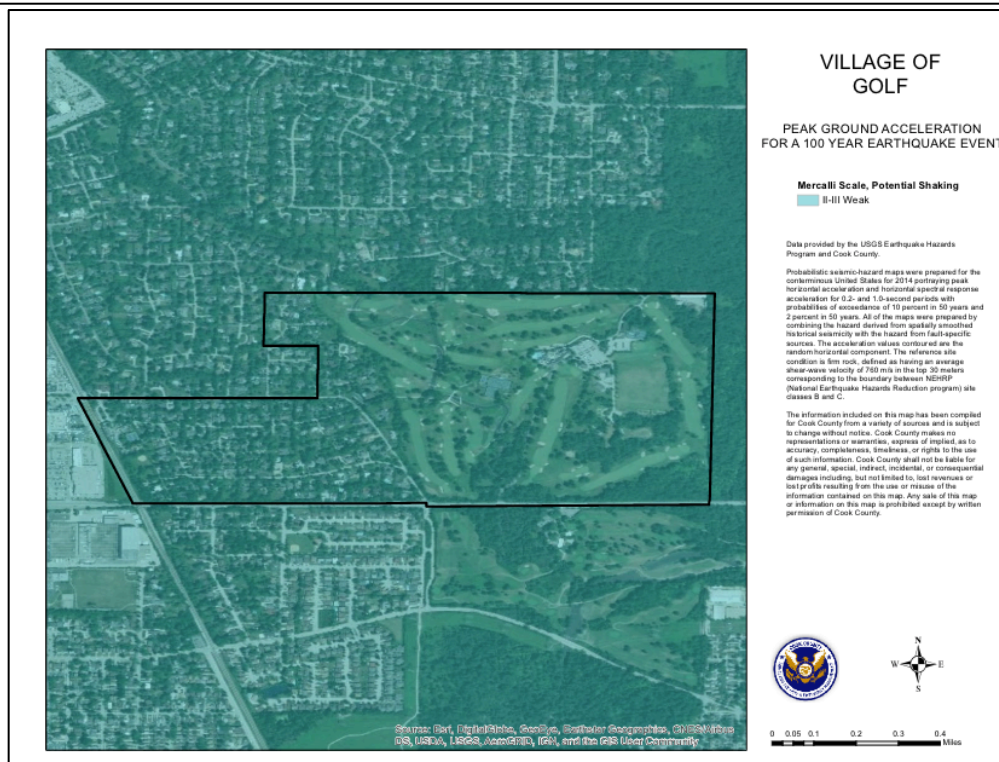 VILLAGE OF
GOLF
PEAK GROUND ACCELERATION
FOR A 100 YEAR EARTHQUAKE EVENT
Mercalli Scale, Potential Shaking
II-III Weak
Data provided by the USGS Earthquake Hazards
Program and Cook County.
Probabilistic seismic-hazard maps were prepared for the
conterminous United States for 2014 portraying peak
horizontal acceleration and horizontal spectral response
acceleration for 0.2- and 1.0-second periods with
probabilities of exceedance of 10 percent in 50 years and
2 percent in 50 years. All of the maps were prepared by
combining the hazard derived from spatially smoothed
historical seismicity with the hazard from fault-specific
sources. The acceleration values contoured are the
random horizontal component. The reference site
condition is firm rock, defined as having an average
shear-wave velocity of 760 m/s in the top 30 meters
corresponding to the boundary between NEHRP
(National Earthquake Hazards Reduction program) site
classes B and C.
The information included on this map has been compiled
for Cook County from a variety of sources and is subject
to change without notice. Cook County makes no
representations or warranties, express of implied, as to
accuracy, completeness, timeliness, or rights to the use
of such information. Cook County shall not be liable for
any general, special, indirect, incidental, or consequential
damages including, but not limited to, lost revenues or
lost profits resulting from the use or misuse of the
information contained on this map. Any sale of this map
or information on this map is prohibited except by written
permission of Cook County.
N
W E
S
0 0.05 0.1 0.2 0.3 0.4
Miles
Source: Esri, DigitalGlobe, GeoEye, Earthstar Geographics, CNES/Airbus
DS, USDA, USGS, AeroGRID, IGN, and the GIS User Community